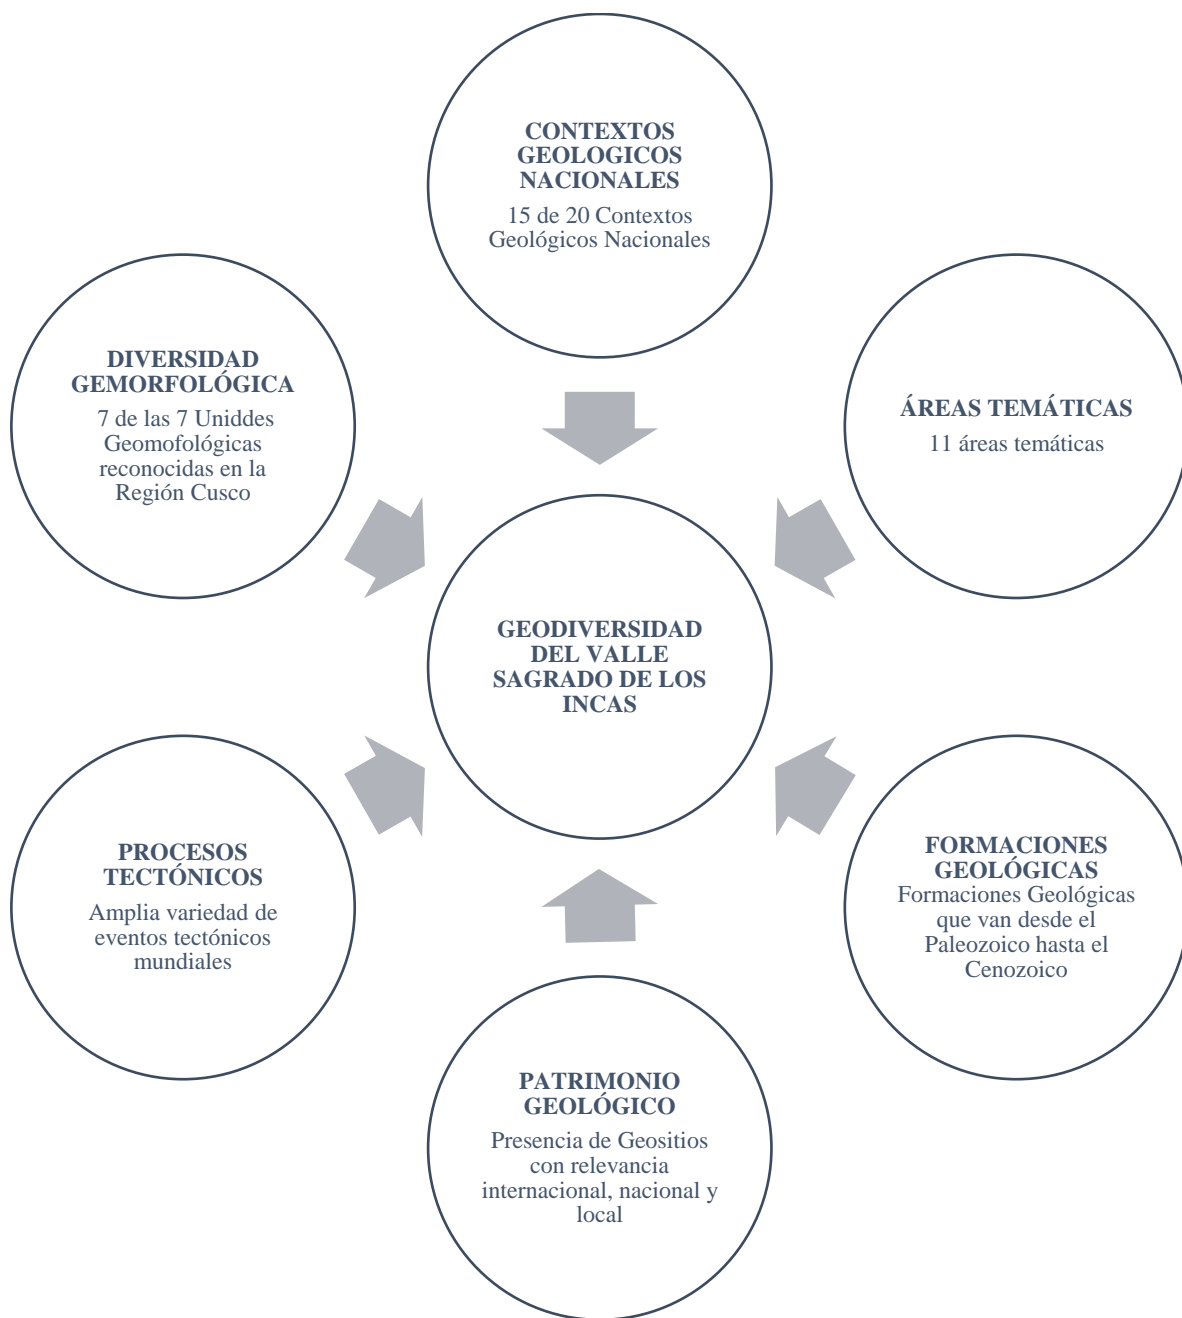 CONTEXTOS
GEOLOGICOS
NACIONALES
15 de 20 Contextos
Geológicos Nacionales
DIVERSIDAD
GEMORFOLÓGICA
7 de las 7 Uniddes
Geomofológicas
reconocidas en la
Región Cusco
ÁREAS TEMÁTICAS
11 áreas temáticas
GEODIVERSIDAD
DEL VALLE
SAGRADO DE LOS
INCAS
PROCESOS
TECTÓNICOS
Amplia variedad de
eventos tectónicos
mundiales
FORMACIONES
GEOLÓGICAS
Formaciones Geológicas
que van desde el
Paleozoico hasta el
Cenozoico
PATRIMONIO
GEOLÓGICO
Presencia de Geositios
con relevancia
internacional, nacional y
local